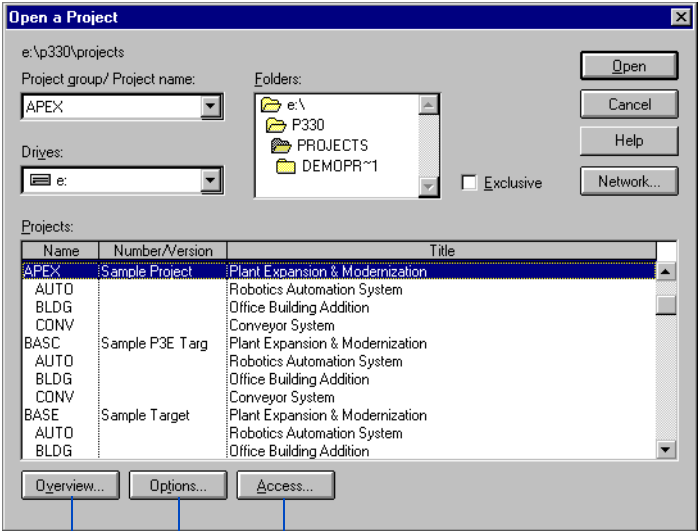 Open a Project
e:\p330\projects
Project group/ Project name:
APEX
Drives:
e:
Folders:
e:\
P330
PROJECTS
DEMOPR~1
Exclusive
Open
Cancel
Help
Network...
Projects:
Name Number/Version Title
APEX Sample Project Plant Expansion & Modernization
AUTO Robotics Automation System
BLDG Office Building Addition
CONV Conveyor System
BASC Sample P3E Targ Plant Expansion & Modernization
AUTO Robotics Automation System
BLDG Office Building Addition
CONV Conveyor System
BASE Sample Target Plant Expansion & Modernization
AUTO Robotics Automation System
BLDG Office Building Addition
Overview... Options... Access...